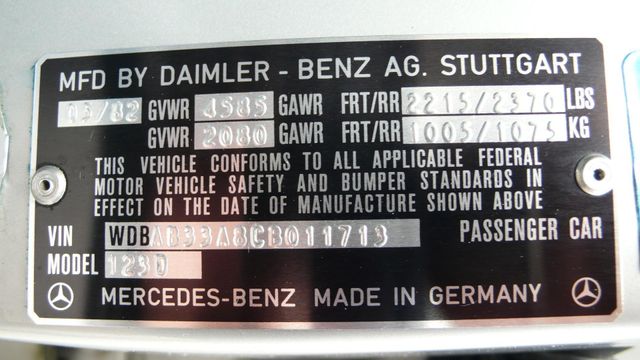 MFD BY DAIMLER - BENZ AG. STUTTGART
03/82 GVWR 4585 GAWR FRT/RR 2215/2370 LBS
GVWR 2080 GAWR FRT/RR 1005/1075 KG
THIS VEHICLE CONFORMS TO ALL APPLICABLE FEDERAL
MOTOR VEHICLE SAFETY AND BUMPER STANDARDS IN
EFFECT ON THE DATE OF MANUFACTURE SHOWN ABOVE
VIN WDBAB33A8CB011713 PASSENGER CAR
MODEL 123D
MERCEDES-BENZ MADE IN GERMANY